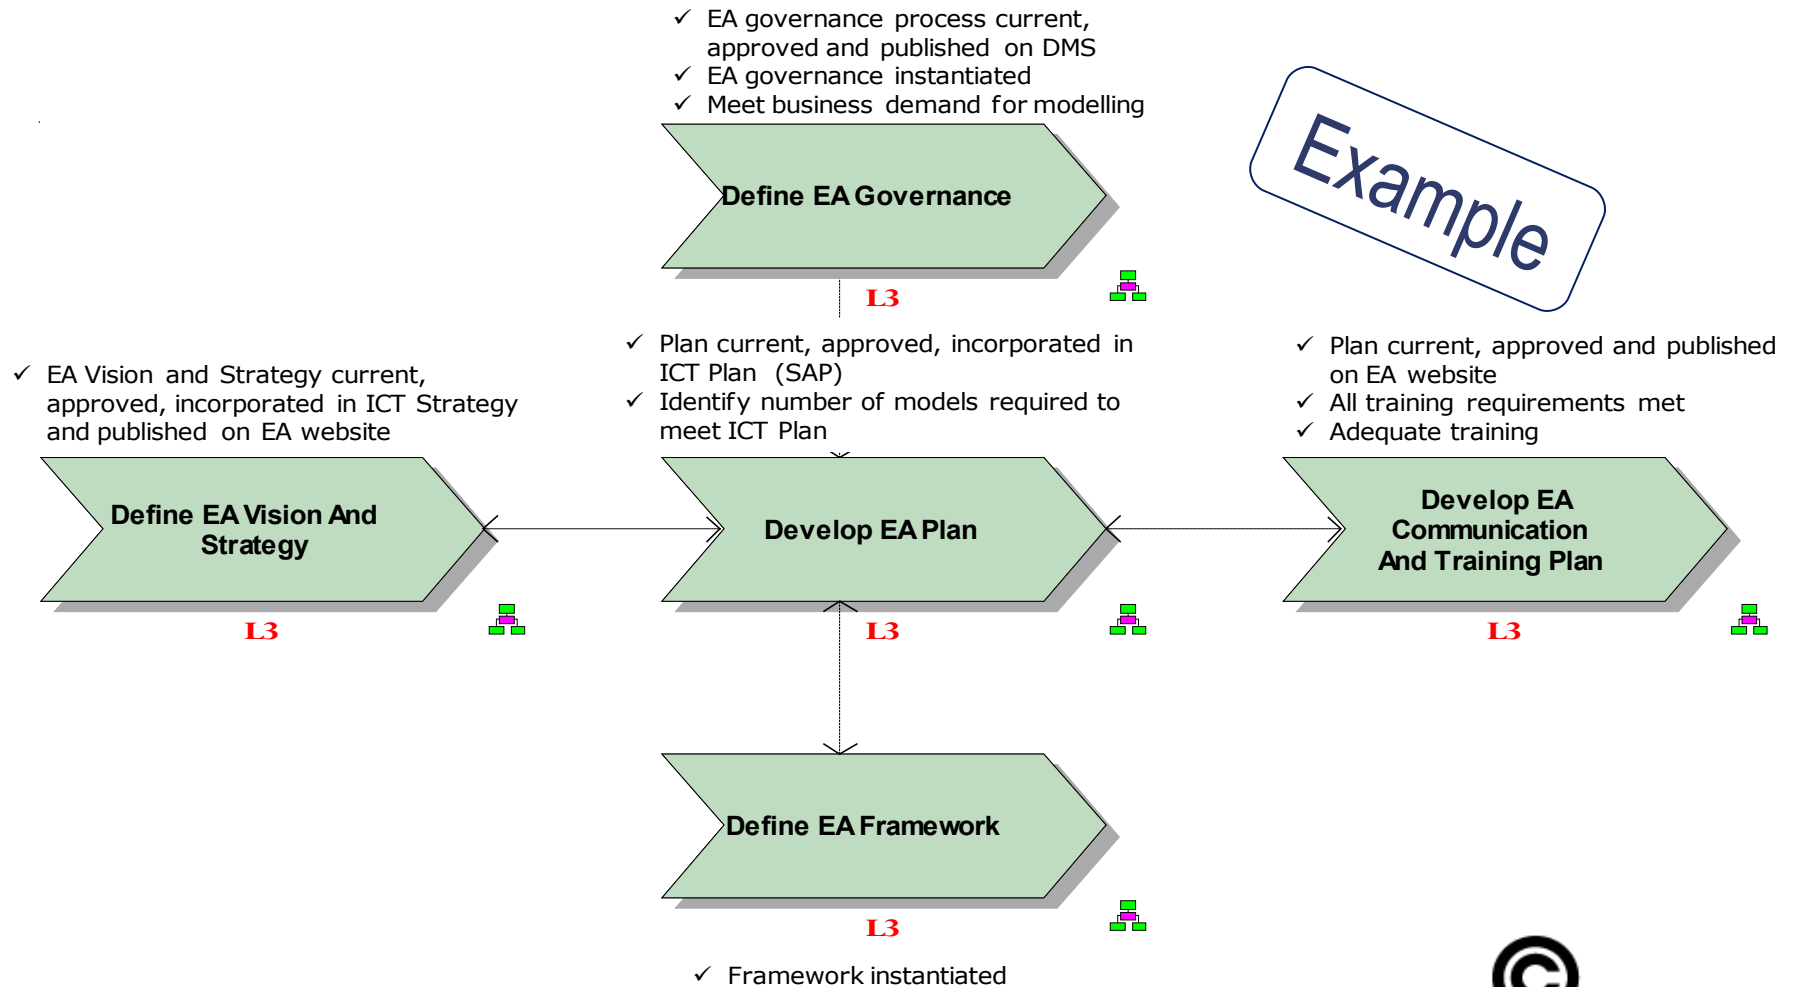 ✓ EA governance process current,
approved and published on DMS
✓ EA governance instantiated
✓ Meet business demand for modelling
Define EA Governance
L3
Example
✓ EA Vision and Strategy current,
approved, incorporated in ICT Strategy
and published on EA website
Define EA Vision And
Strategy
L3
✓ Plan current, approved, incorporated in
ICT Plan (SAP)
✓ Identify number of models required to
meet ICT Plan
Develop EA Plan
L3
✓ Plan current, approved and published
on EA website
✓ All training requirements met
✓ Adequate training
Develop EA
Communication
And Training Plan
L3
Define EA Framework
L3
✓ Framework instantiated
©